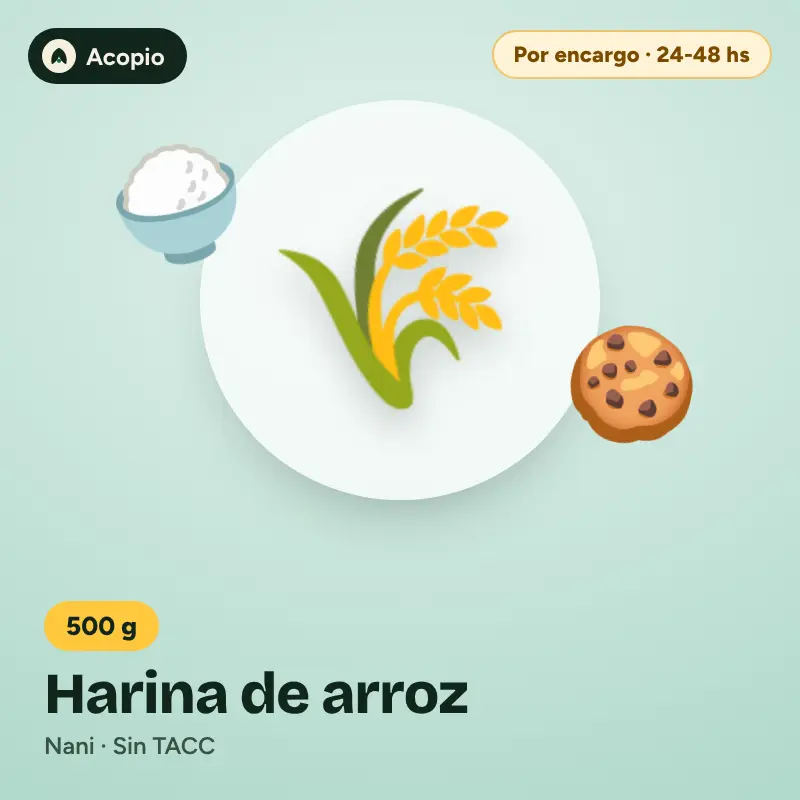 Acopio
Por encargo · 24-48 hs
500 g
Harina de arroz
Nani · Sin TACC